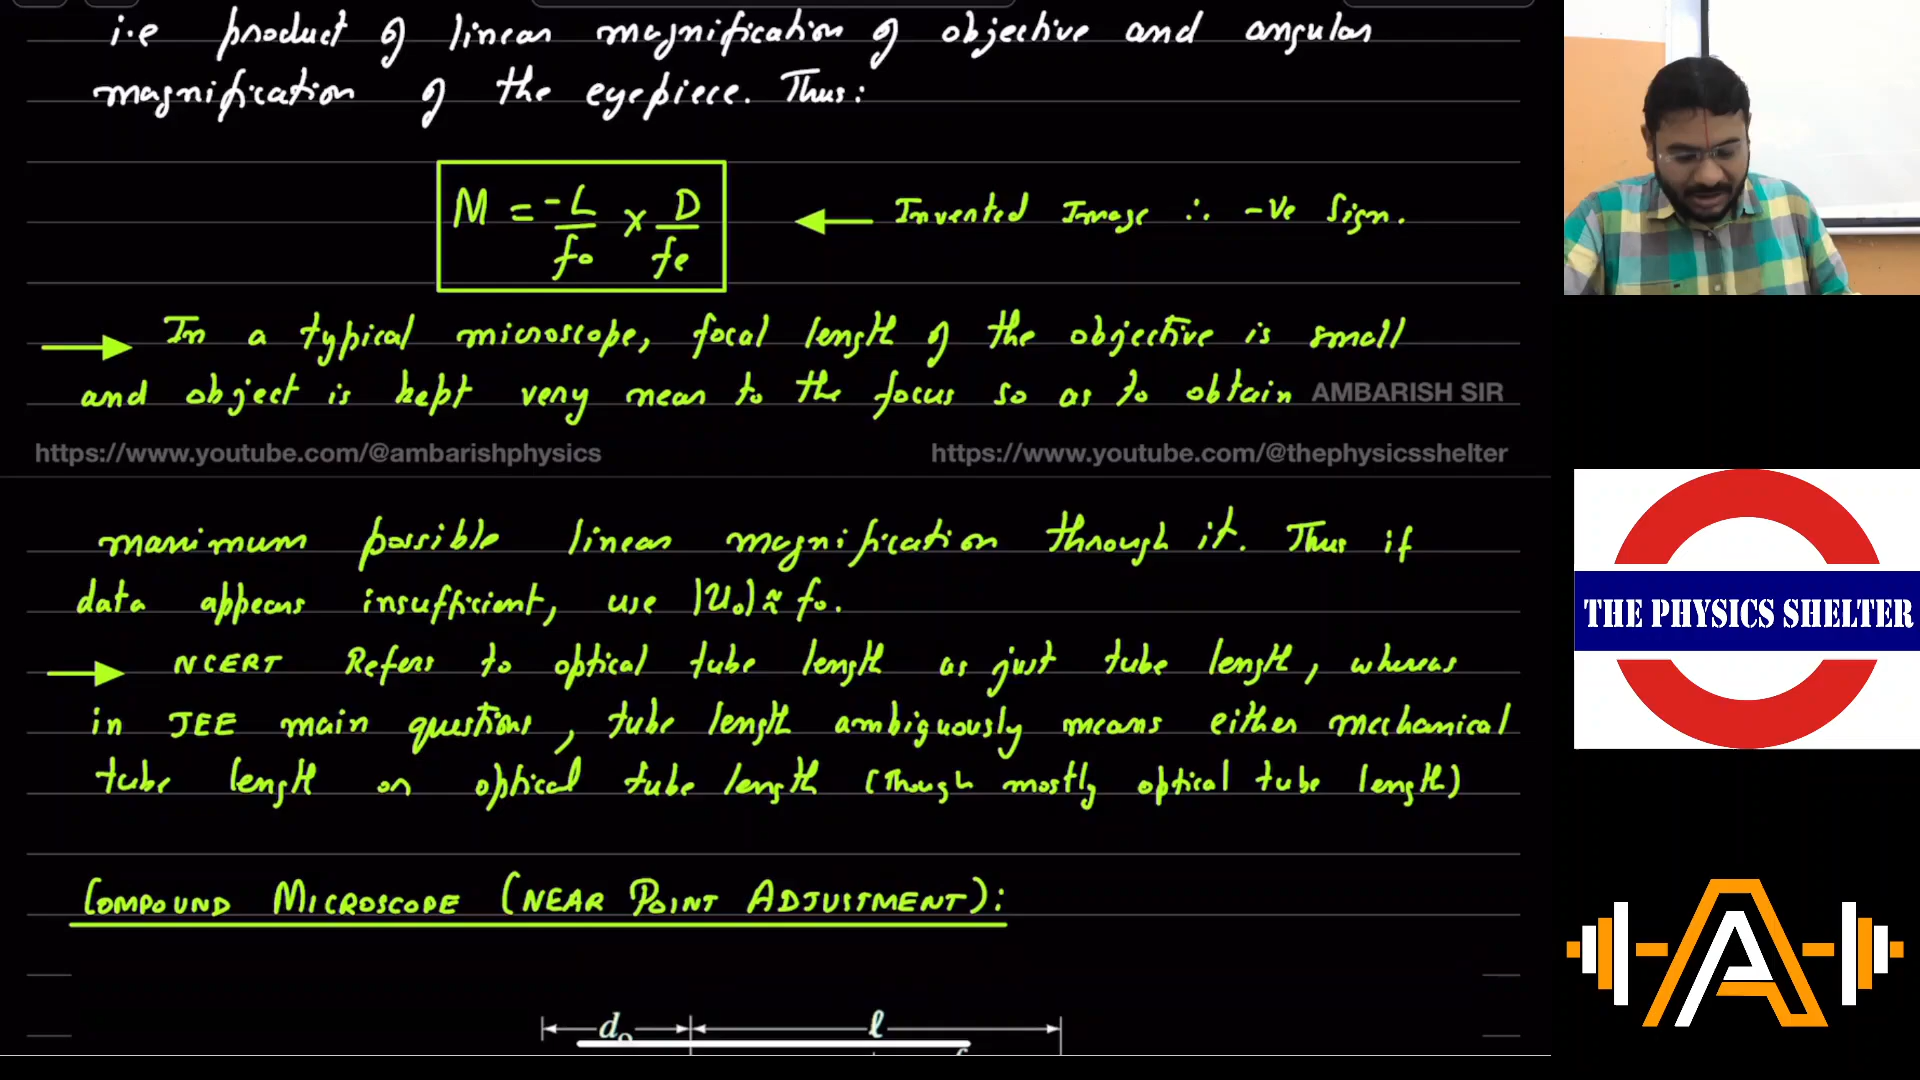 i.e product of linear magnification of objective and angular
magnification of the eyepiece. Thus:
M = -L/fo × D/fe
Inverted Image ∴ -ve Sign.
In a typical microscope, focal length of the objective is small
and object is kept very near to the focus so as to obtain
AMBARISH SIR
https://www.youtube.com/@ambarishphysics
https://www.youtube.com/@thephysicsshelter
maximum possible linear magnification through it. Thus if
data appears insufficient, use |Uo| ≈ fo.
NCERT Refers to optical tube length as just tube length, whereas
in JEE main questions, tube length ambiguously means either mechanical
tube length or optical tube length (Though mostly optical tube length)
COMPOUND MICROSCOPE (NEAR POINT ADJUSTMENT):
do
ℓ
THE PHYSICS SHELTER
A